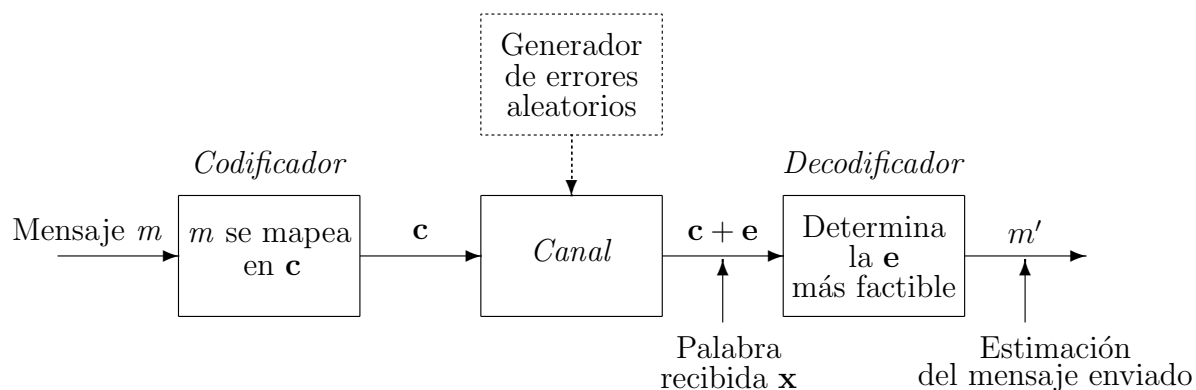 Generador
de errores
aleatorios
Codificador
Decodificador
Mensaje m
m se mapea
en c
c
Canal
c + e
Determina
la e
más factible
m′
Palabra
recibida x
Estimación
del mensaje enviado